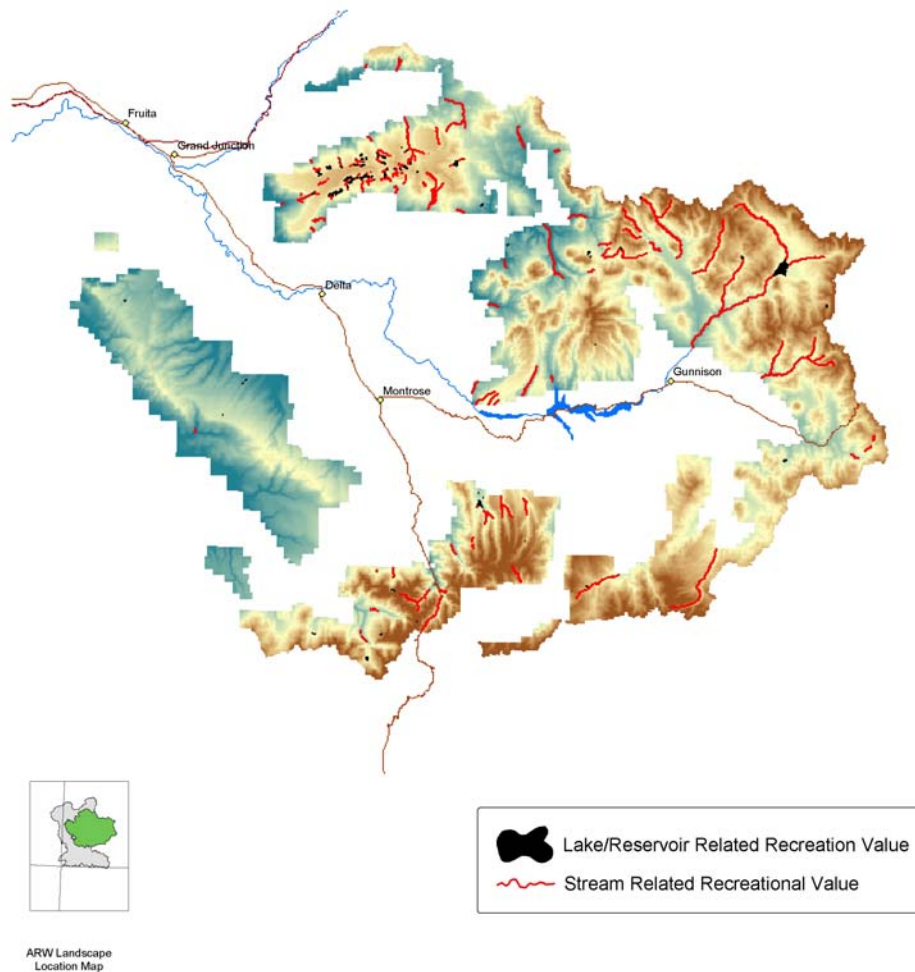 Fruita
Grand Junction
Delta
Montrose
Gunnison
Lake/Reservoir Related Recreation Value
Stream Related Recreational Value
ARW Landscape
Location Map